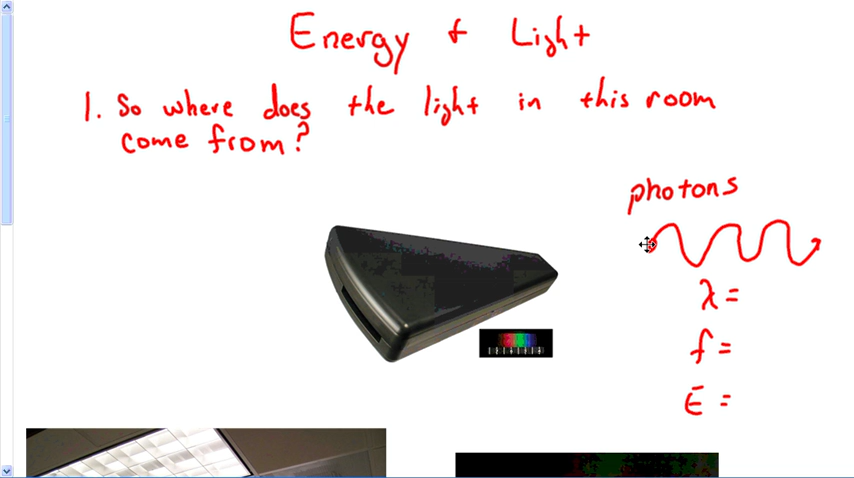 Energy + Light
1. So where does the light in this room
come from?
photons
λ =
f =
E =